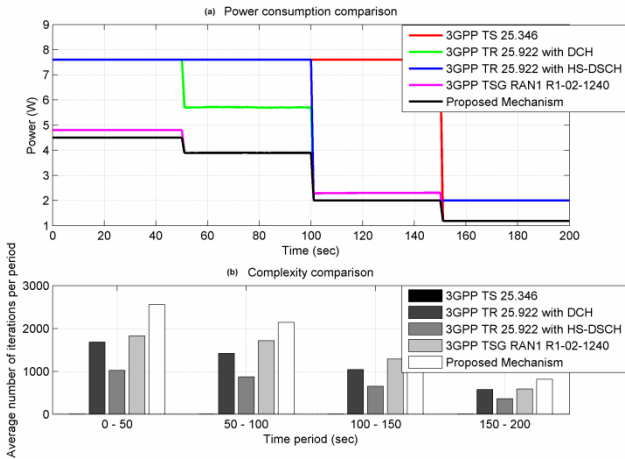 (a) Power consumption comparison
9
8
7
6
5
4
3
2
1
Power (W)
3GPP TS 25.346
3GPP TR 25.922 with DCH
3GPP TR 25.922 with HS-DSCH
3GPP TSG RAN1 R1-02-1240
Proposed Mechanism
0 20 40 60 80 100 120 140 160 180 200
Time (sec)
(b) Complexity comparison
3000
2000
1000
0
Average number of iterations per period
3GPP TS 25.346
3GPP TR 25.922 with DCH
3GPP TR 25.922 with HS-DSCH
3GPP TSG RAN1 R1-02-1240
Proposed Mechanism
0 - 50 50 - 100 100 - 150 150 - 200
Time period (sec)